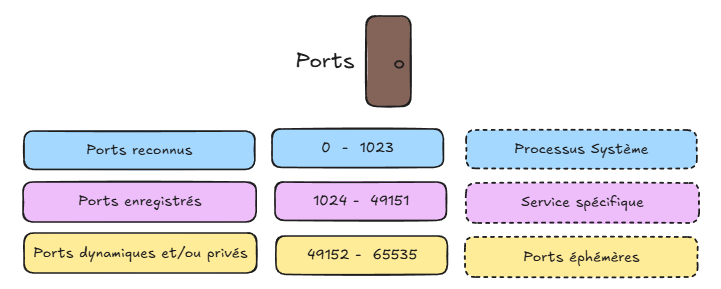 Ports
Ports reconnus
0 - 1023
Processus Système
Ports enregistrés
1024 - 49151
Service spécifique
Ports dynamiques et/ou privés
49152 - 65535
Ports éphémères